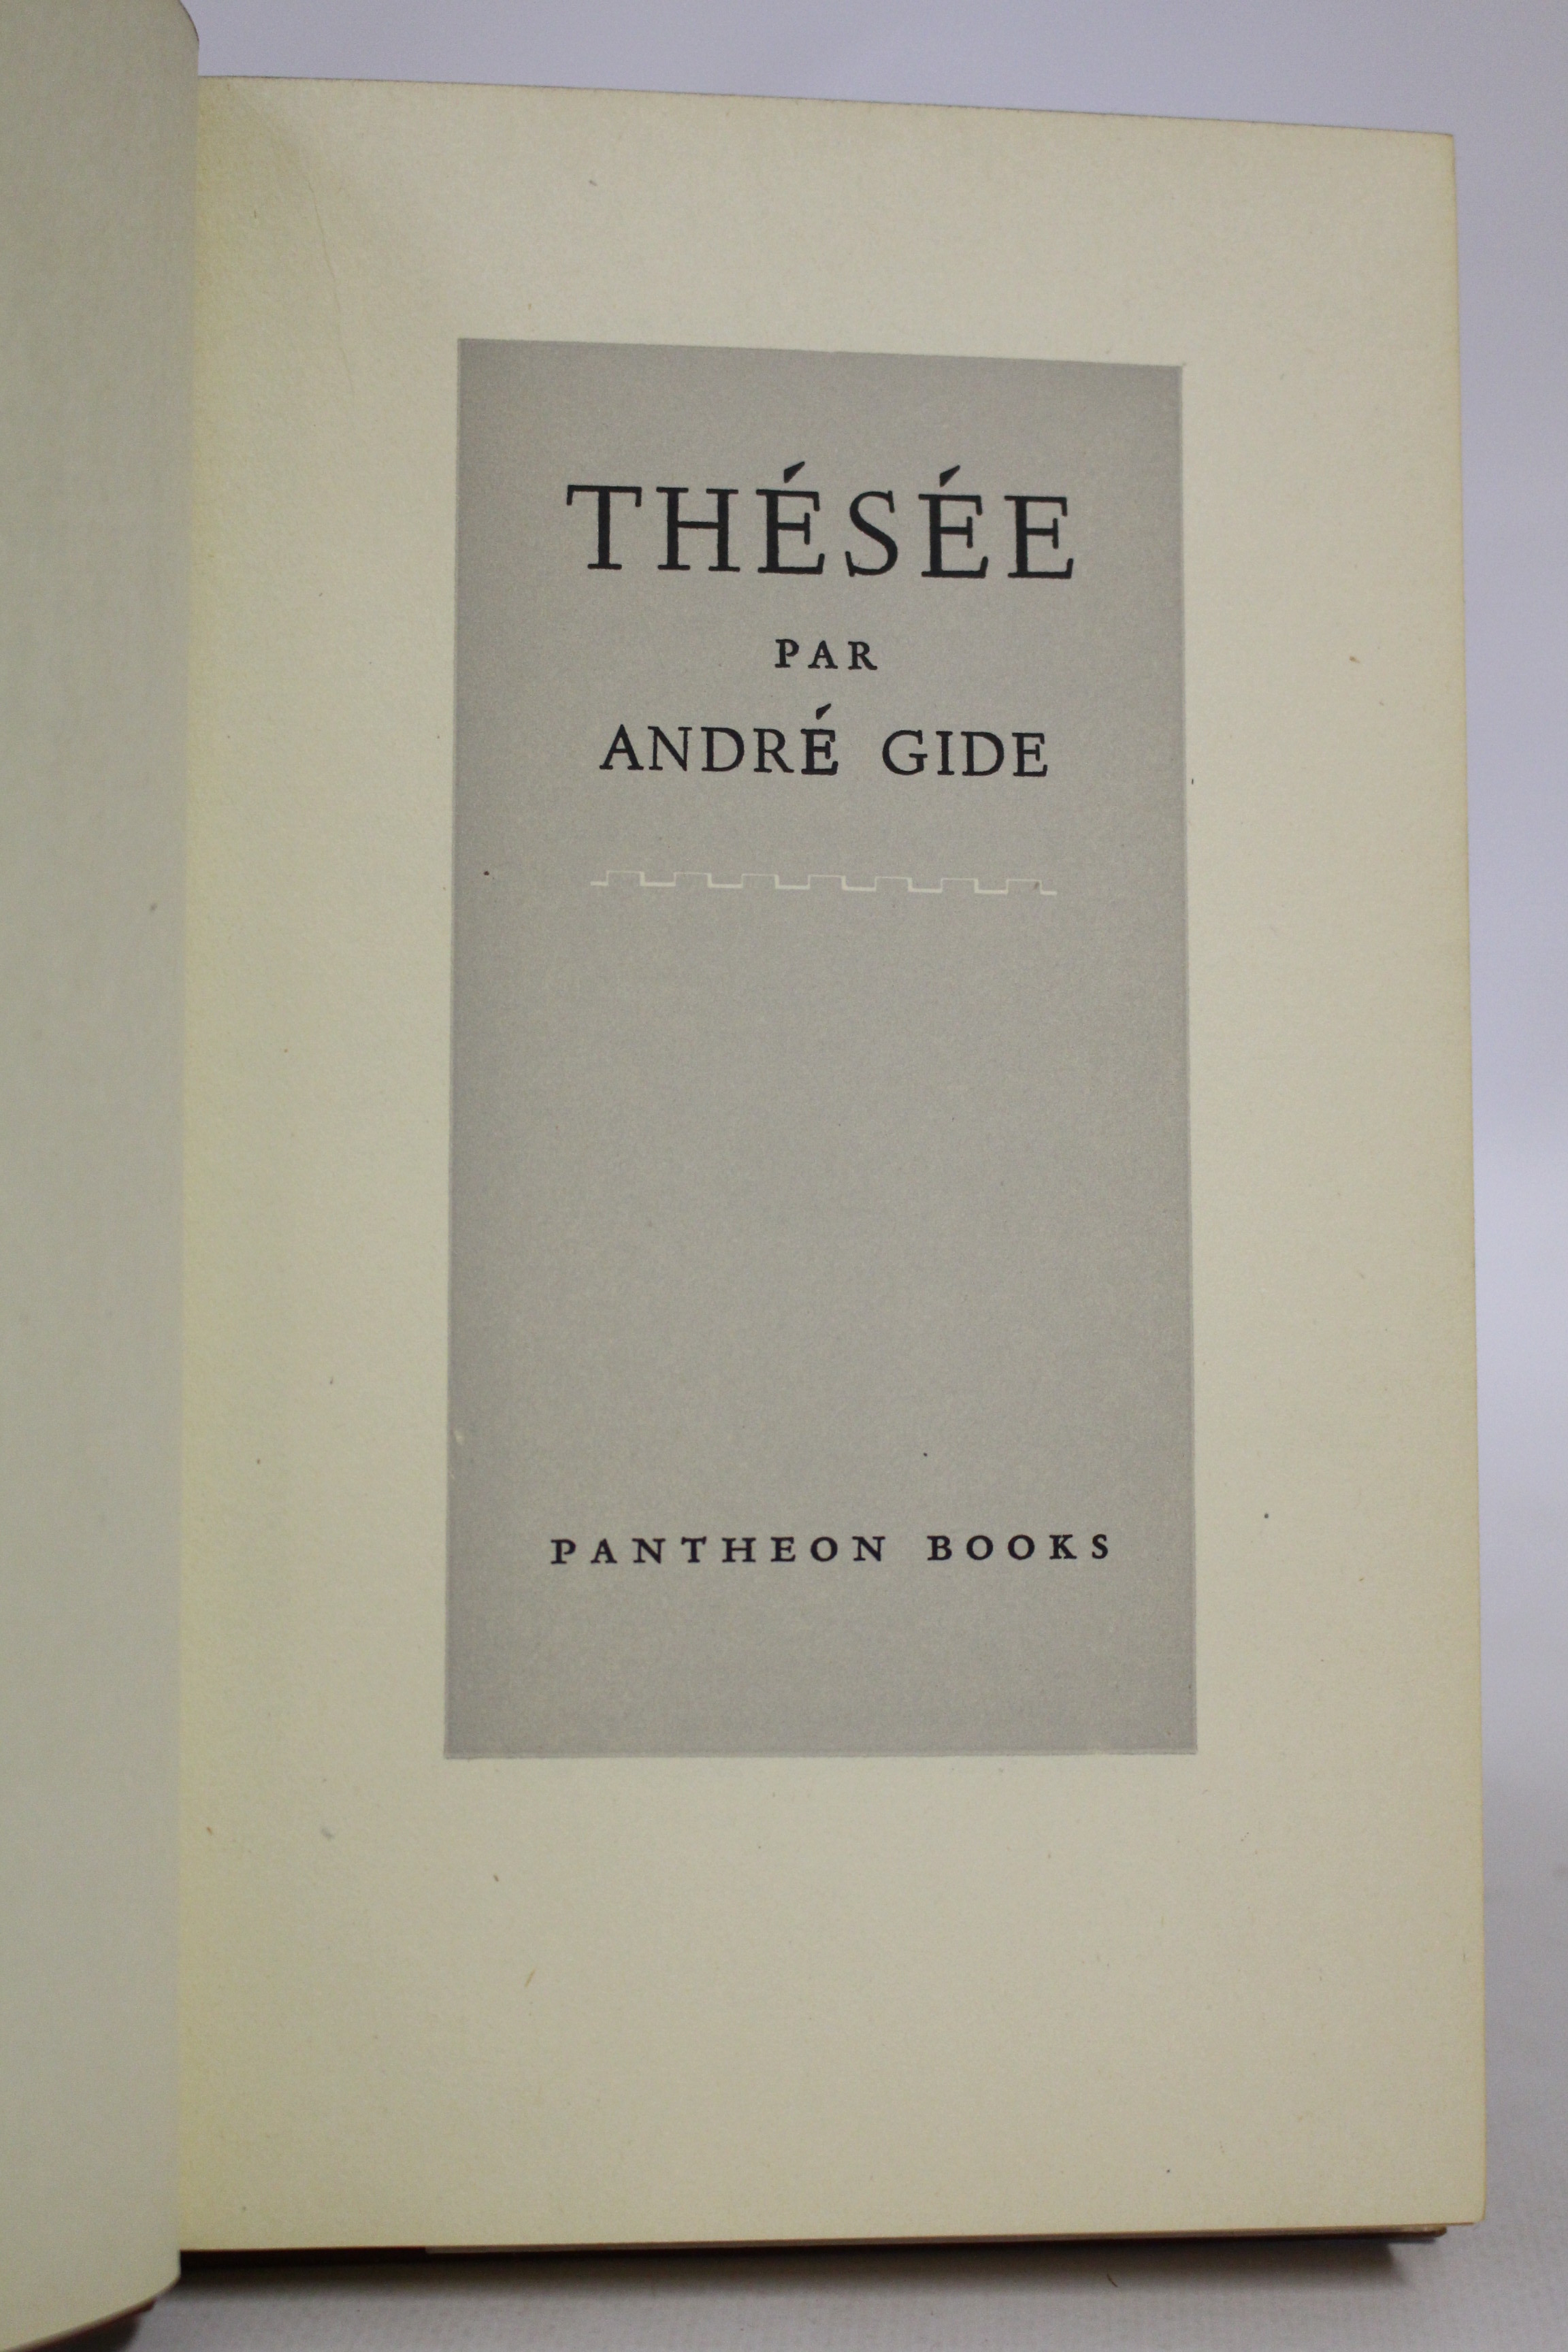 THÉSÉE
PAR
ANDRÉ GIDE
PANTHEON BOOKS